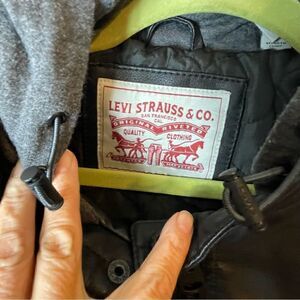 LEVI STRAUSS & CO.
SAN FRANCISCO
CAL.
ORIGINAL RIVETED
QUALITY CLOTHING